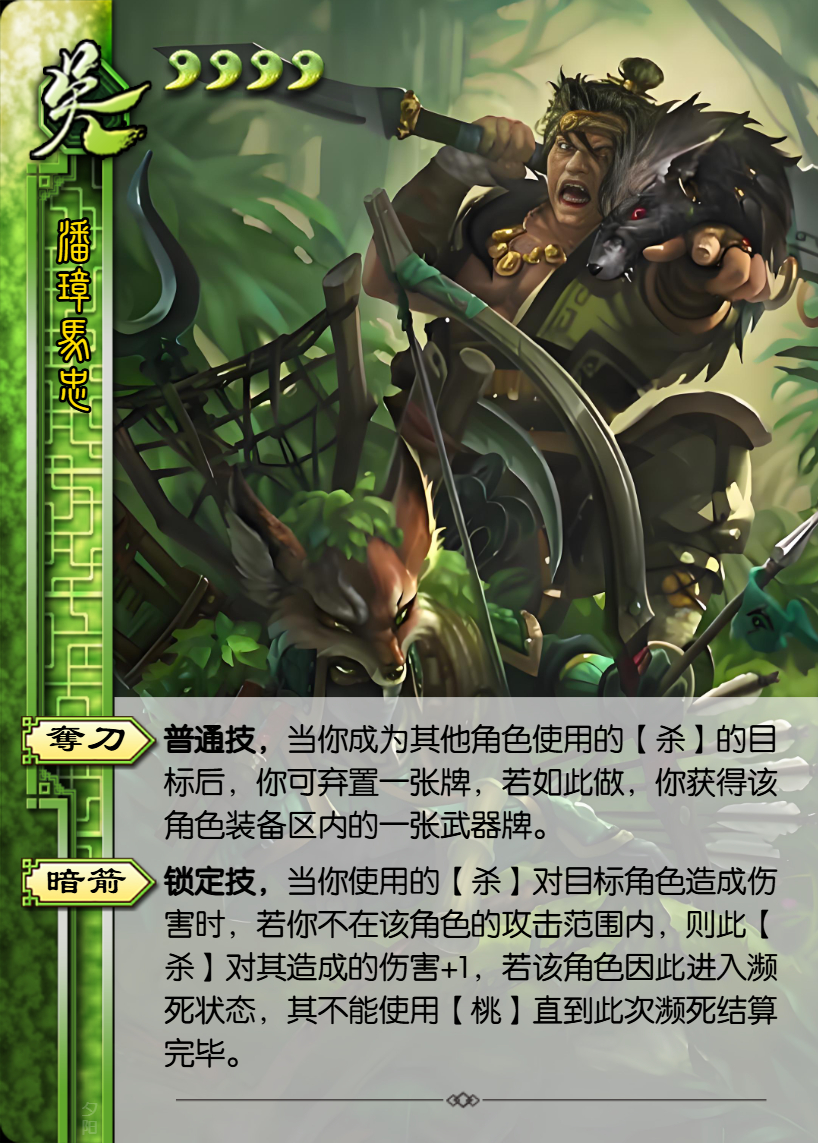 吴
潘璋马忠
夺刀
普通技，当你成为其他角色使用的【杀】的目
标后，你可弃置一张牌，若如此做，你获得该
角色装备区内的一张武器牌。
暗箭
锁定技，当你使用的【杀】对目标角色造成伤
害时，若你不在该角色的攻击范围内，则此【
杀】对其造成的伤害+1，若该角色因此进入濒
死状态，其不能使用【桃】直到此次濒死结算
完毕。
夕阳